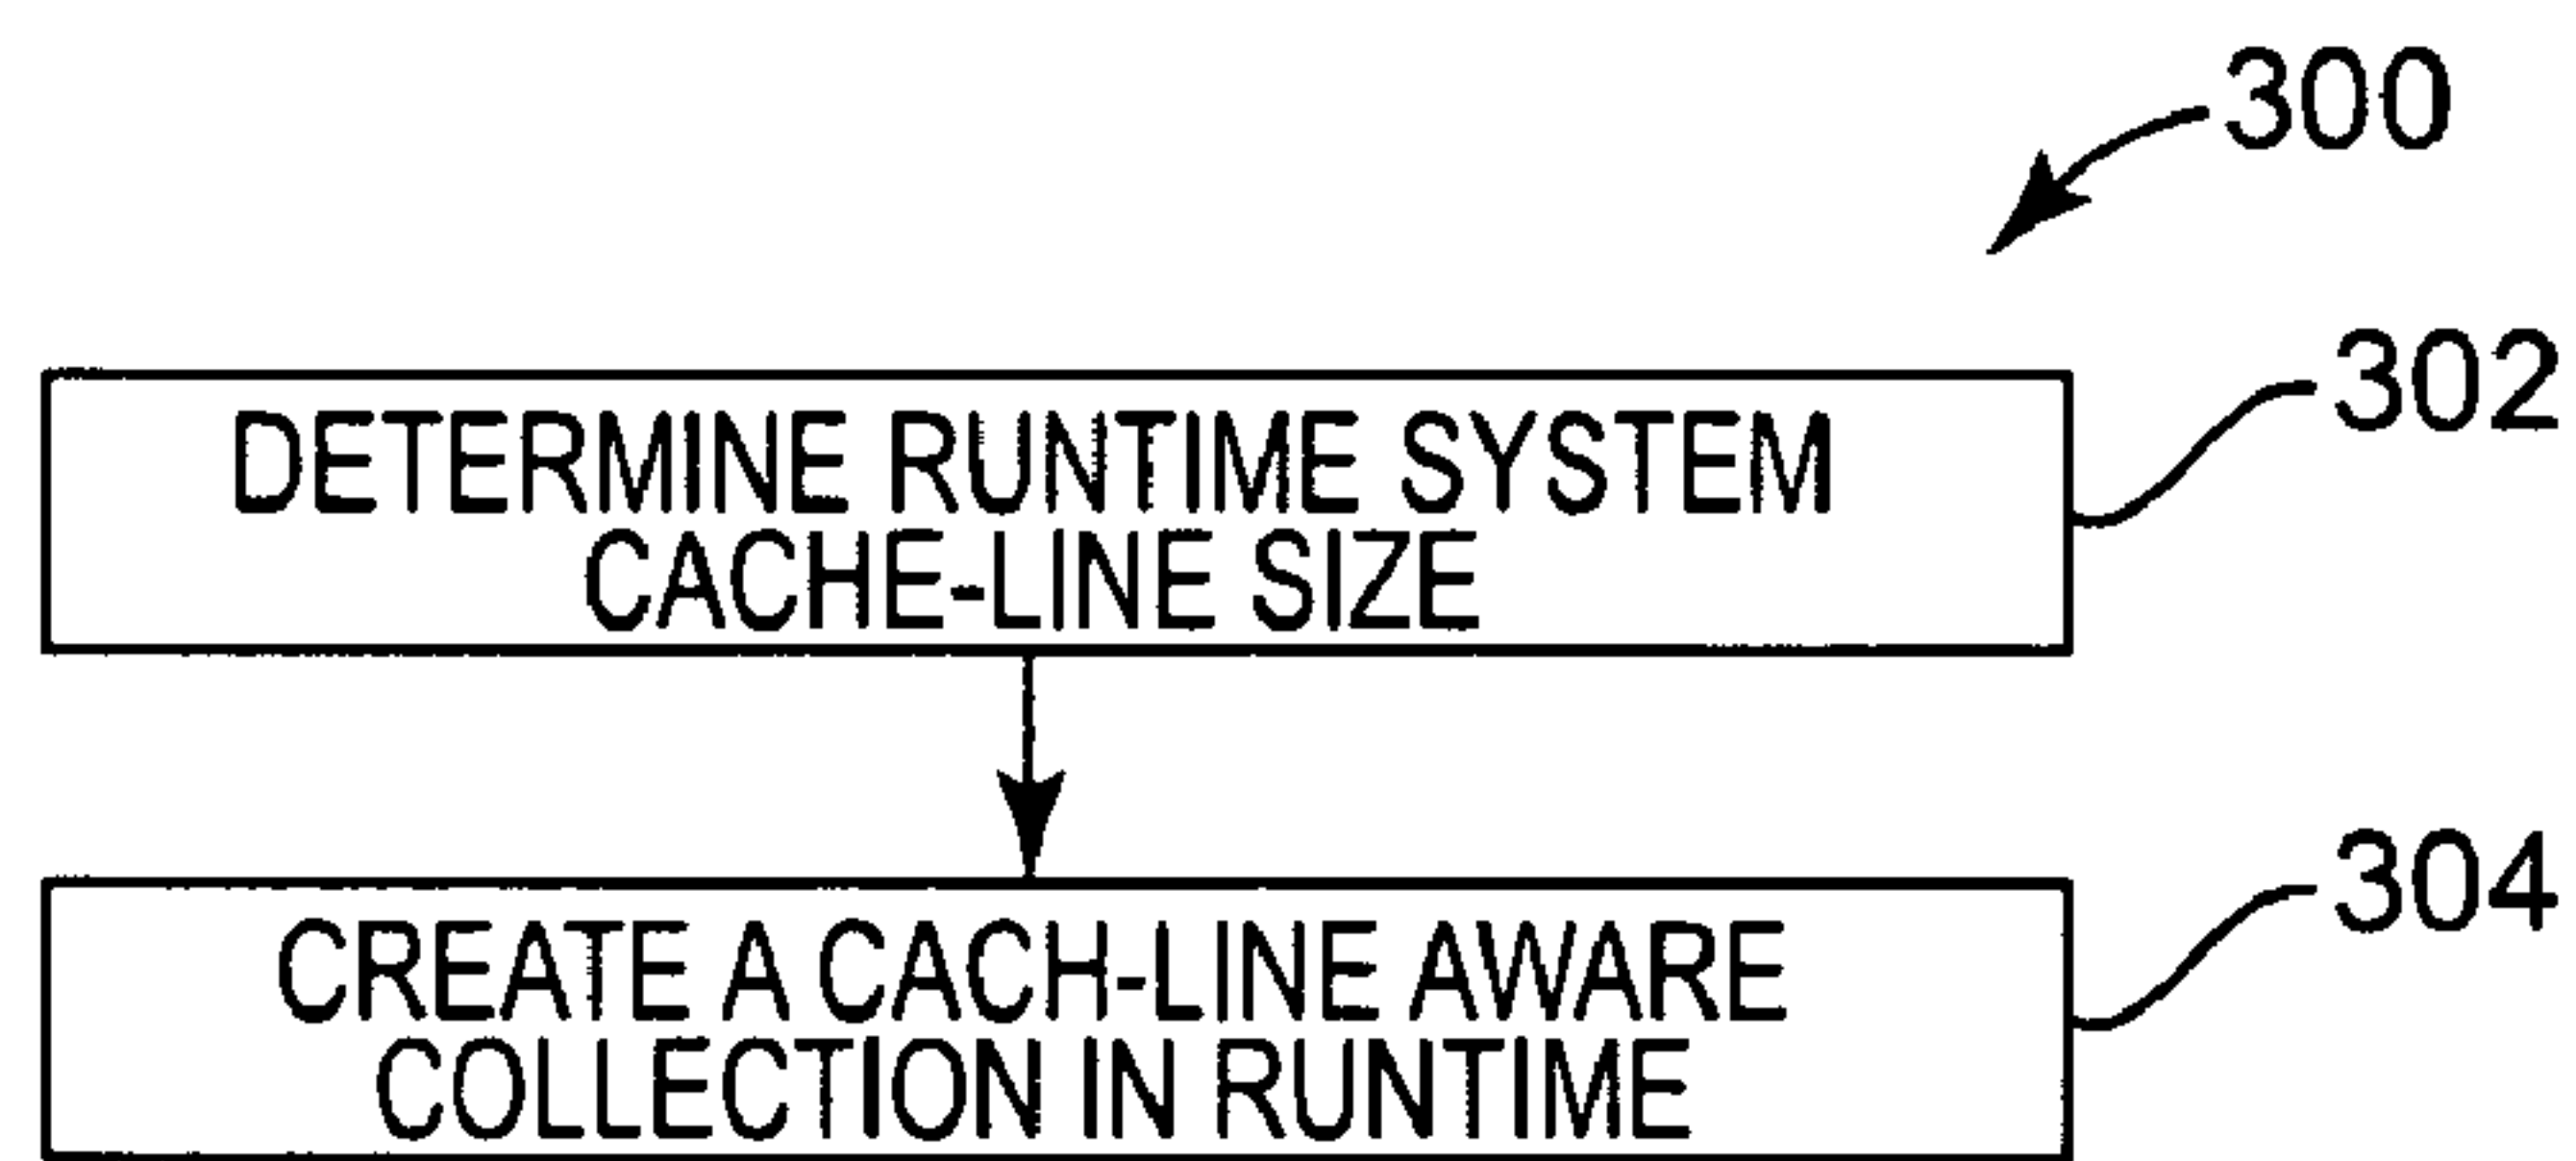 300
DETERMINE RUNTIME SYSTEM
CACHE-LINE SIZE
302
CREATE A CACH-LINE AWARE
COLLECTION IN RUNTIME
304